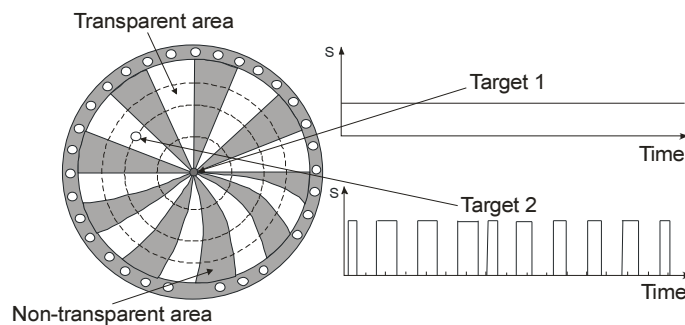 Transparent area
S
Target 1
Time
S
Target 2
Time
Non-transparent area